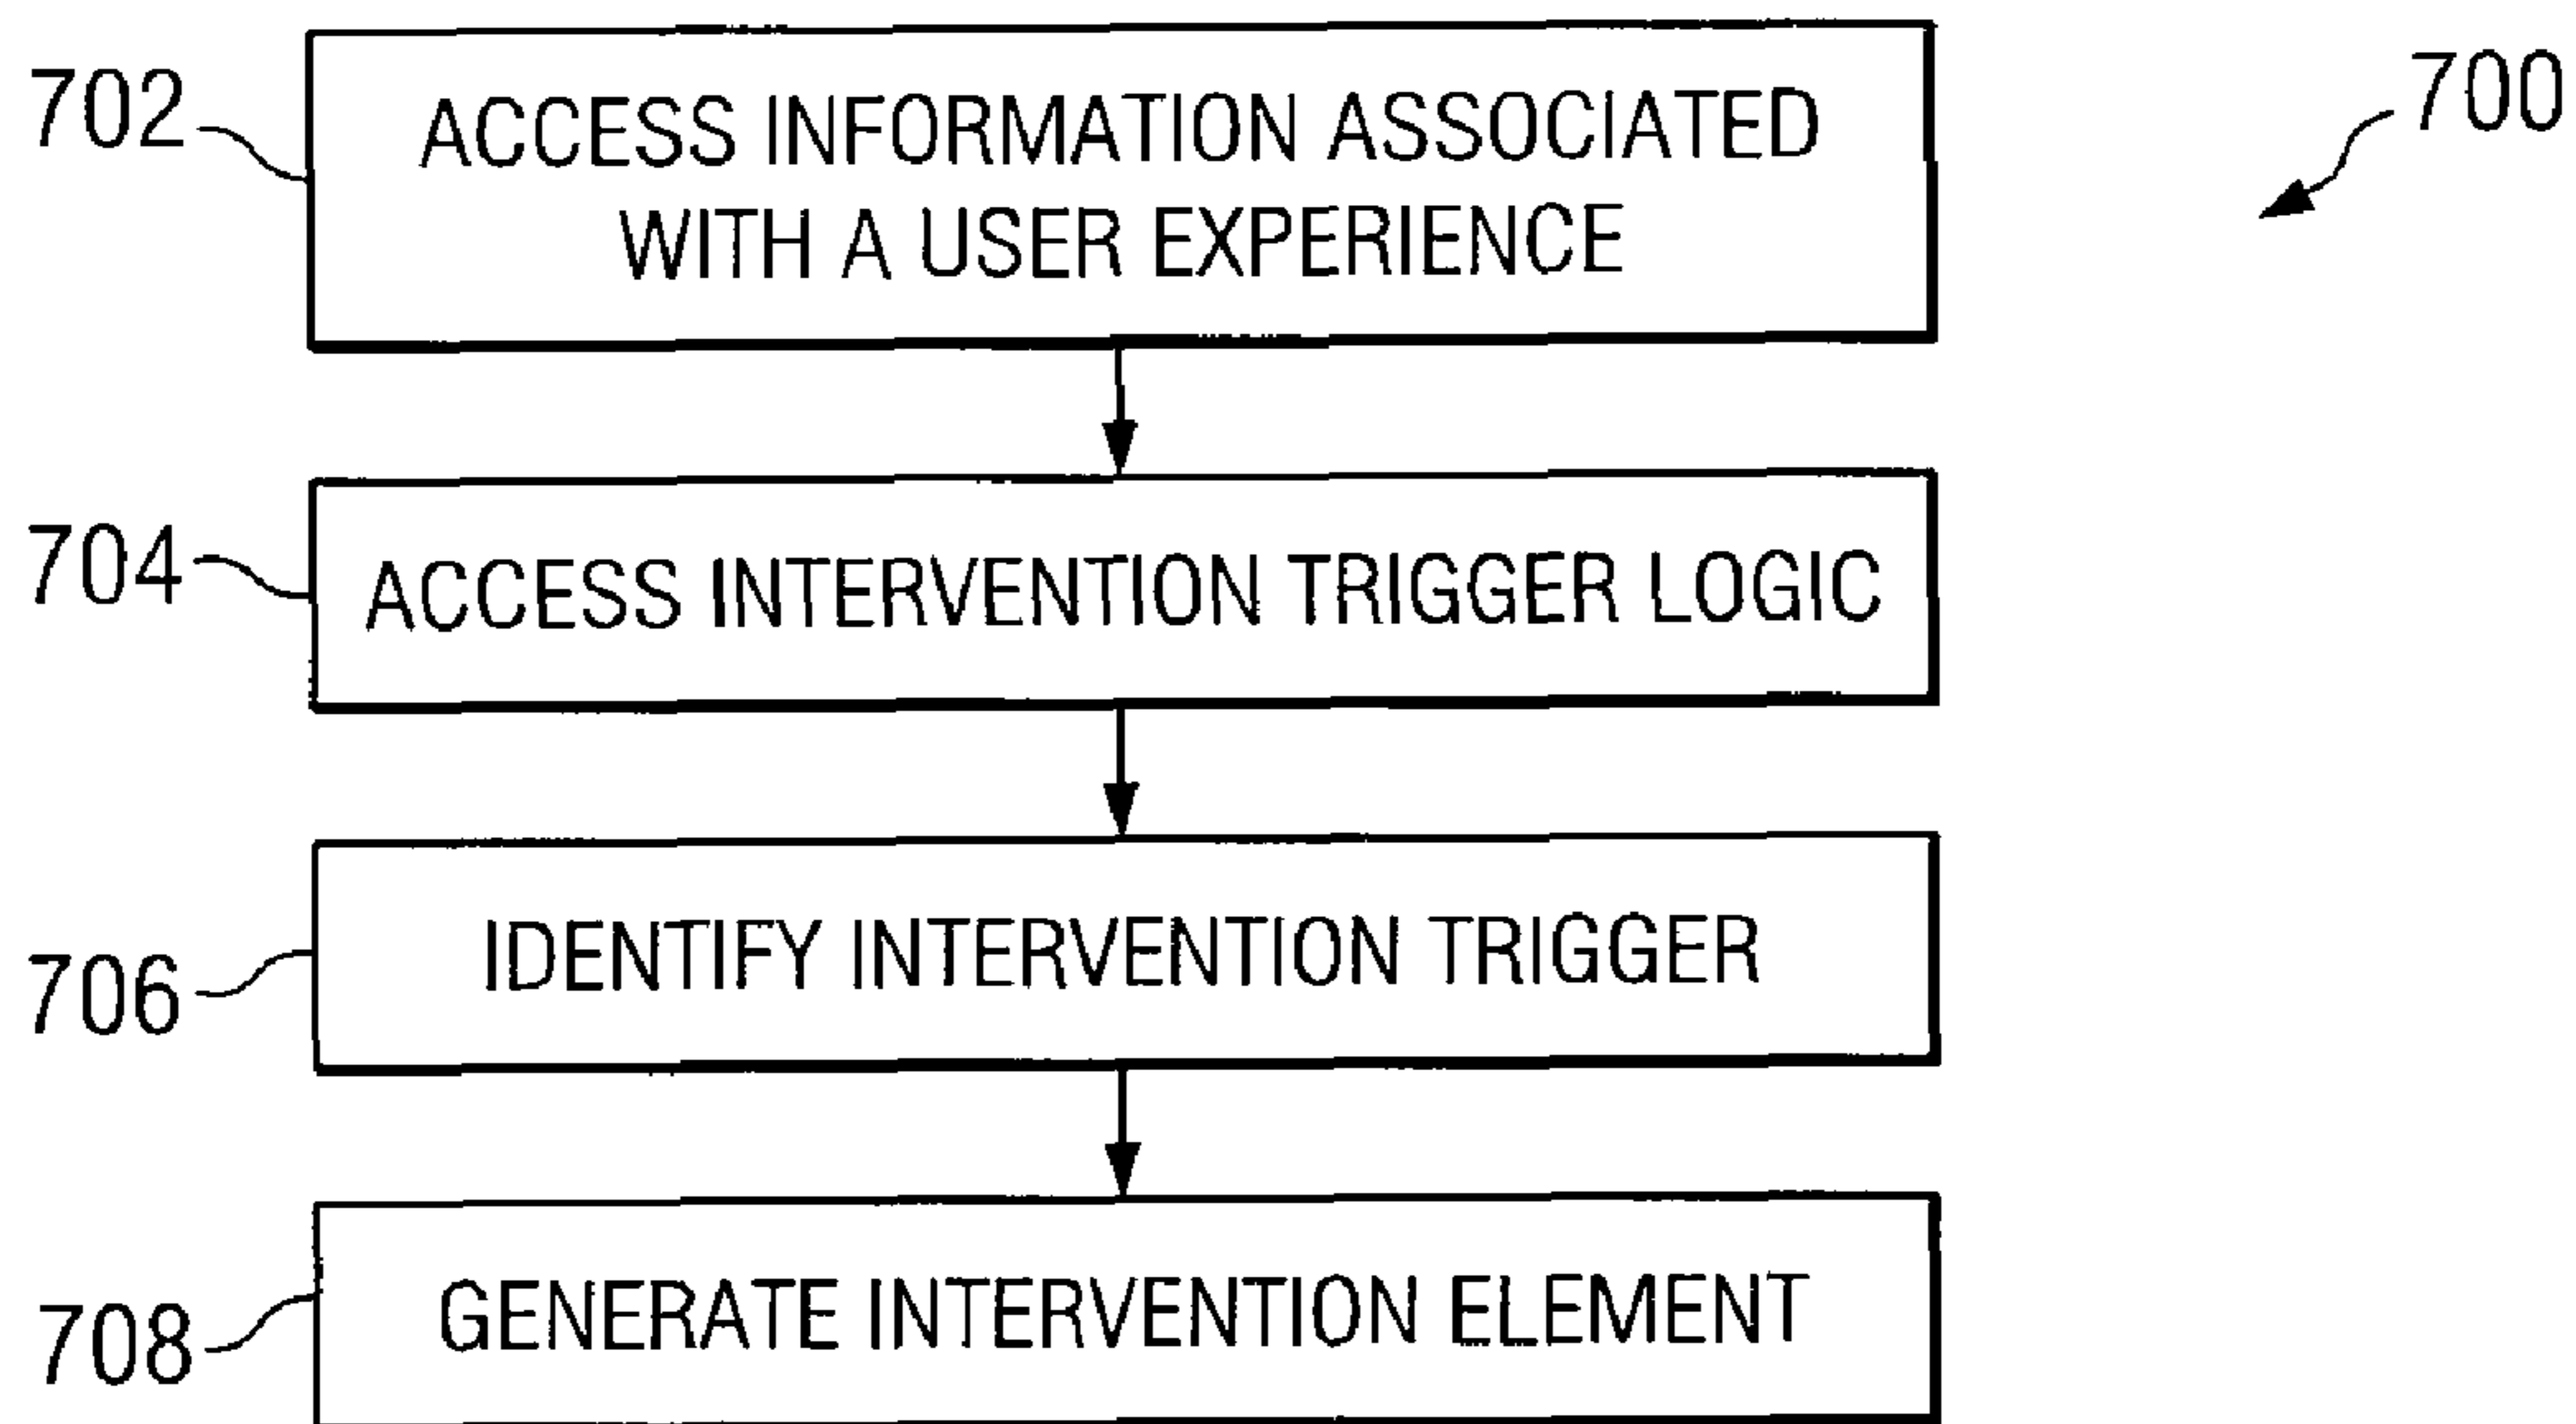 702
ACCESS INFORMATION ASSOCIATED
WITH A USER EXPERIENCE
700
704
ACCESS INTERVENTION TRIGGER LOGIC
706
IDENTIFY INTERVENTION TRIGGER
708
GENERATE INTERVENTION ELEMENT